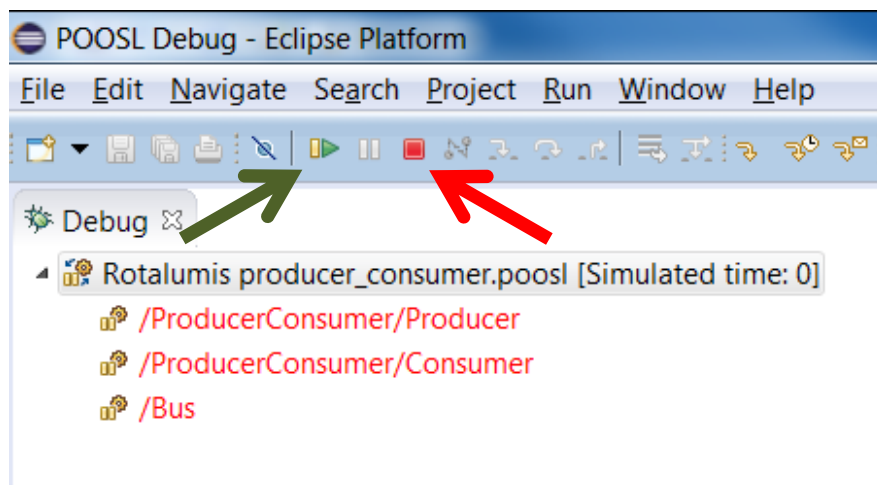 POOSL Debug - Eclipse Platform
File Edit Navigate Search Project Run Window Help
Debug
Rotalumis producer_consumer.poosl [Simulated time: 0]
/ProducerConsumer/Producer
/ProducerConsumer/Consumer
/Bus